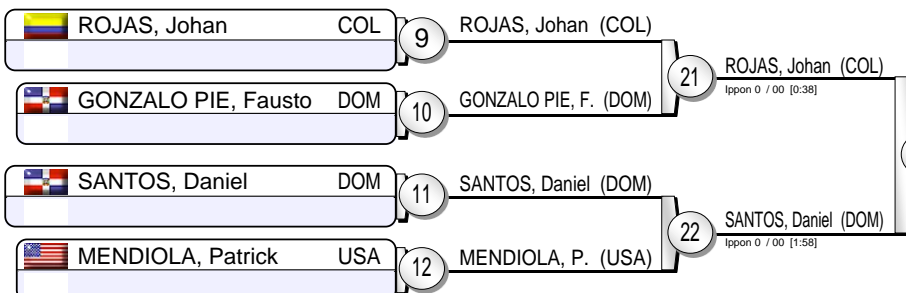 ROJAS, Johan COL
9
ROJAS, Johan (COL)
21
ROJAS, Johan (COL)
Ippon 0 / 00 [0:38]
GONZALO PIE, Fausto DOM
10
GONZALO PIE, F. (DOM)
SANTOS, Daniel DOM
11
SANTOS, Daniel (DOM)
22
SANTOS, Daniel (DOM)
Ippon 0 / 00 [1:58]
MENDIOLA, Patrick USA
12
MENDIOLA, P. (USA)